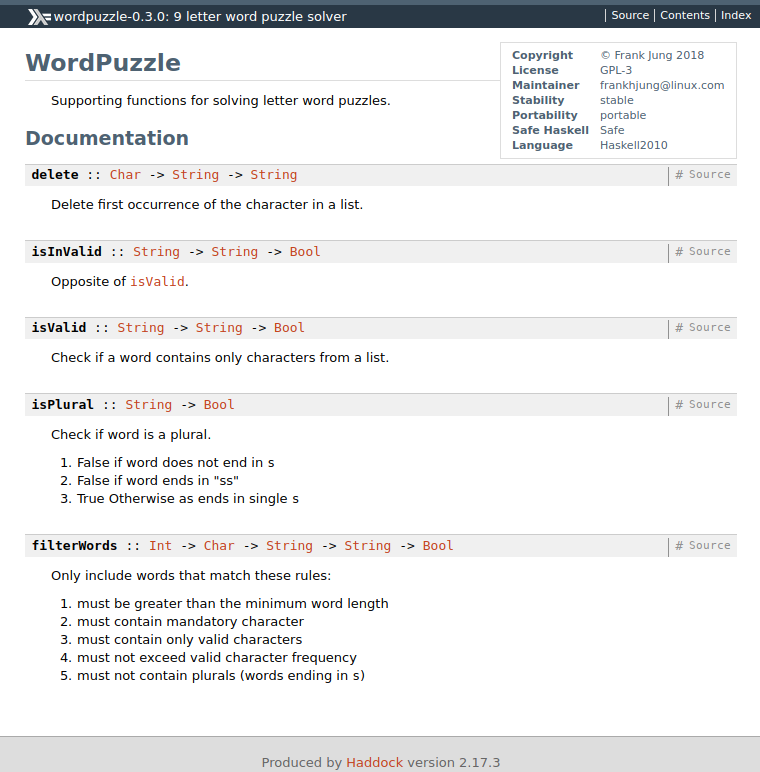 wordpuzzle-0.3.0: 9 letter word puzzle solver
Source
Contents
Index
WordPuzzle
Copyright © Frank Jung 2018
License GPL-3
Maintainer frankhjung@linux.com
Stability stable
Portability portable
Safe Haskell Safe
Language Haskell2010
Supporting functions for solving letter word puzzles.
Documentation
delete :: Char -> String -> String # Source
Delete first occurrence of the character in a list.
isInValid :: String -> String -> Bool # Source
Opposite of isValid.
isValid :: String -> String -> Bool # Source
Check if a word contains only characters from a list.
isPlural :: String -> Bool # Source
Check if word is a plural.
1. False if word does not end in s
2. False if word ends in "ss"
3. True Otherwise as ends in single s
filterWords :: Int -> Char -> String -> String -> Bool # Source
Only include words that match these rules:
1. must be greater than the minimum word length
2. must contain mandatory character
3. must contain only valid characters
4. must not exceed valid character frequency
5. must not contain plurals (words ending in s)
Produced by Haddock version 2.17.3